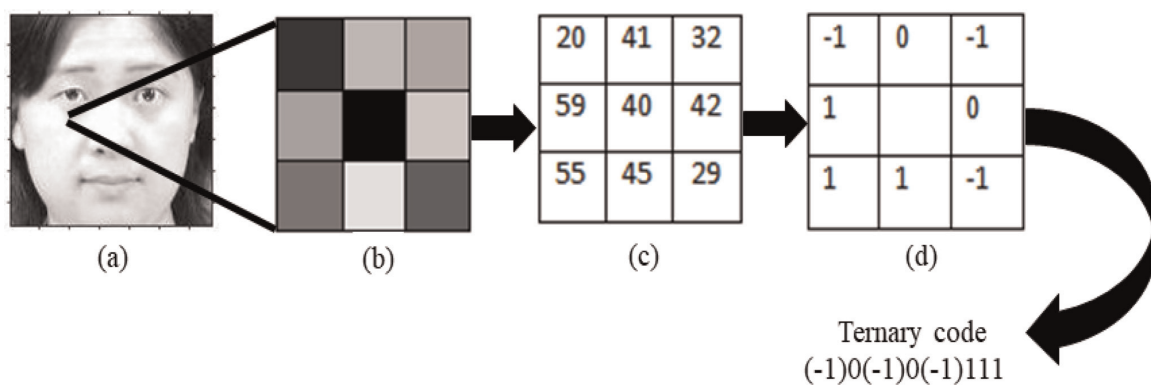 20 41 32
59 40 42
55 45 29
-1 0 -1
1 0
1 1 -1
(a) (b) (c) (d)
Ternary code
(-1)0(-1)0(-1)111